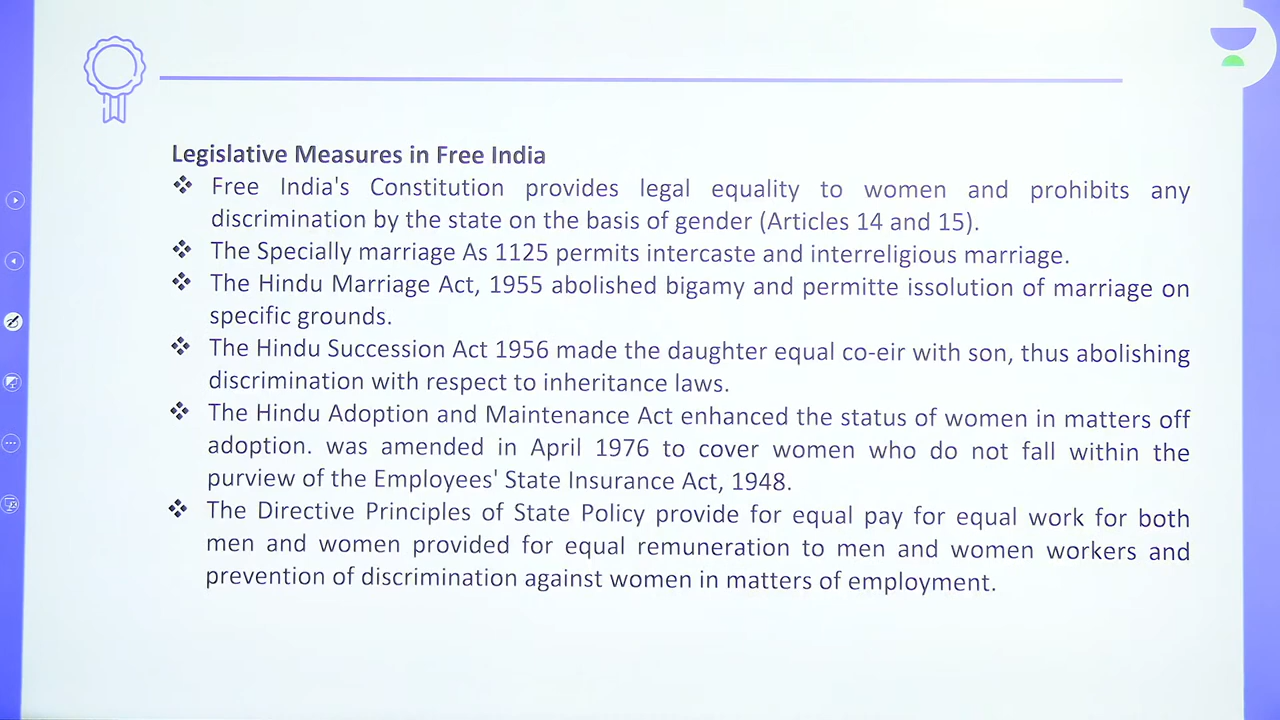 Legislative Measures in Free India
❖ Free India's Constitution provides legal equality to women and prohibits any
discrimination by the state on the basis of gender (Articles 14 and 15).
❖ The Specially marriage As 1125 permits intercaste and interreligious marriage.
❖ The Hindu Marriage Act, 1955 abolished bigamy and permitte issolution of marriage on
specific grounds.
❖ The Hindu Succession Act 1956 made the daughter equal co-eir with son, thus abolishing
discrimination with respect to inheritance laws.
❖ The Hindu Adoption and Maintenance Act enhanced the status of women in matters off
adoption. was amended in April 1976 to cover women who do not fall within the
purview of the Employees' State Insurance Act, 1948.
❖ The Directive Principles of State Policy provide for equal pay for equal work for both
men and women provided for equal remuneration to men and women workers and
prevention of discrimination against women in matters of employment.